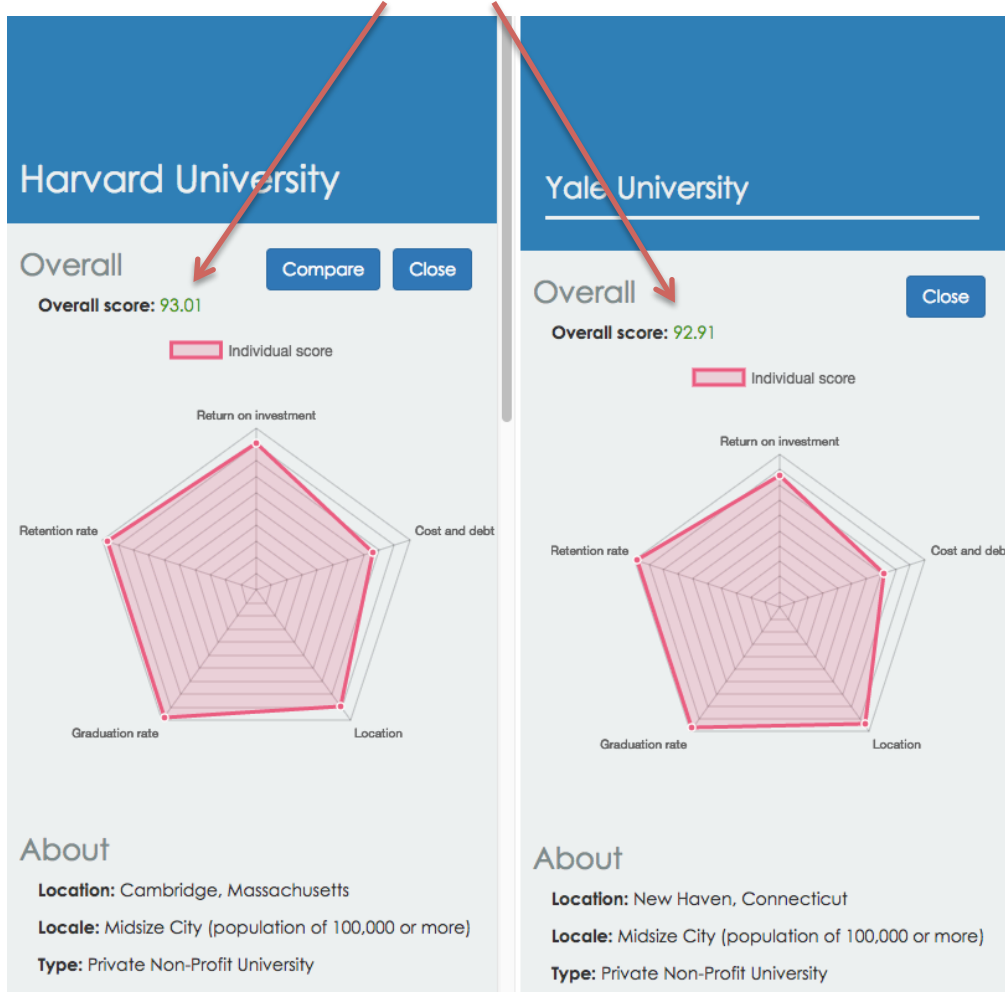 Harvard University
Overall
Compare
Close
Overall score: 93.01
Individual score
Return on investment
Retention rate
Cost and debt
Graduation rate
Location
About
Location: Cambridge, Massachusetts
Locale: Midsize City (population of 100,000 or more)
Type: Private Non-Profit University
Yale University
Overall
Close
Overall score: 92.91
Individual score
Return on investment
Retention rate
Cost and deb
Graduation rate
Location
About
Location: New Haven, Connecticut
Locale: Midsize City (population of 100,000 or more)
Type: Private Non-Profit University